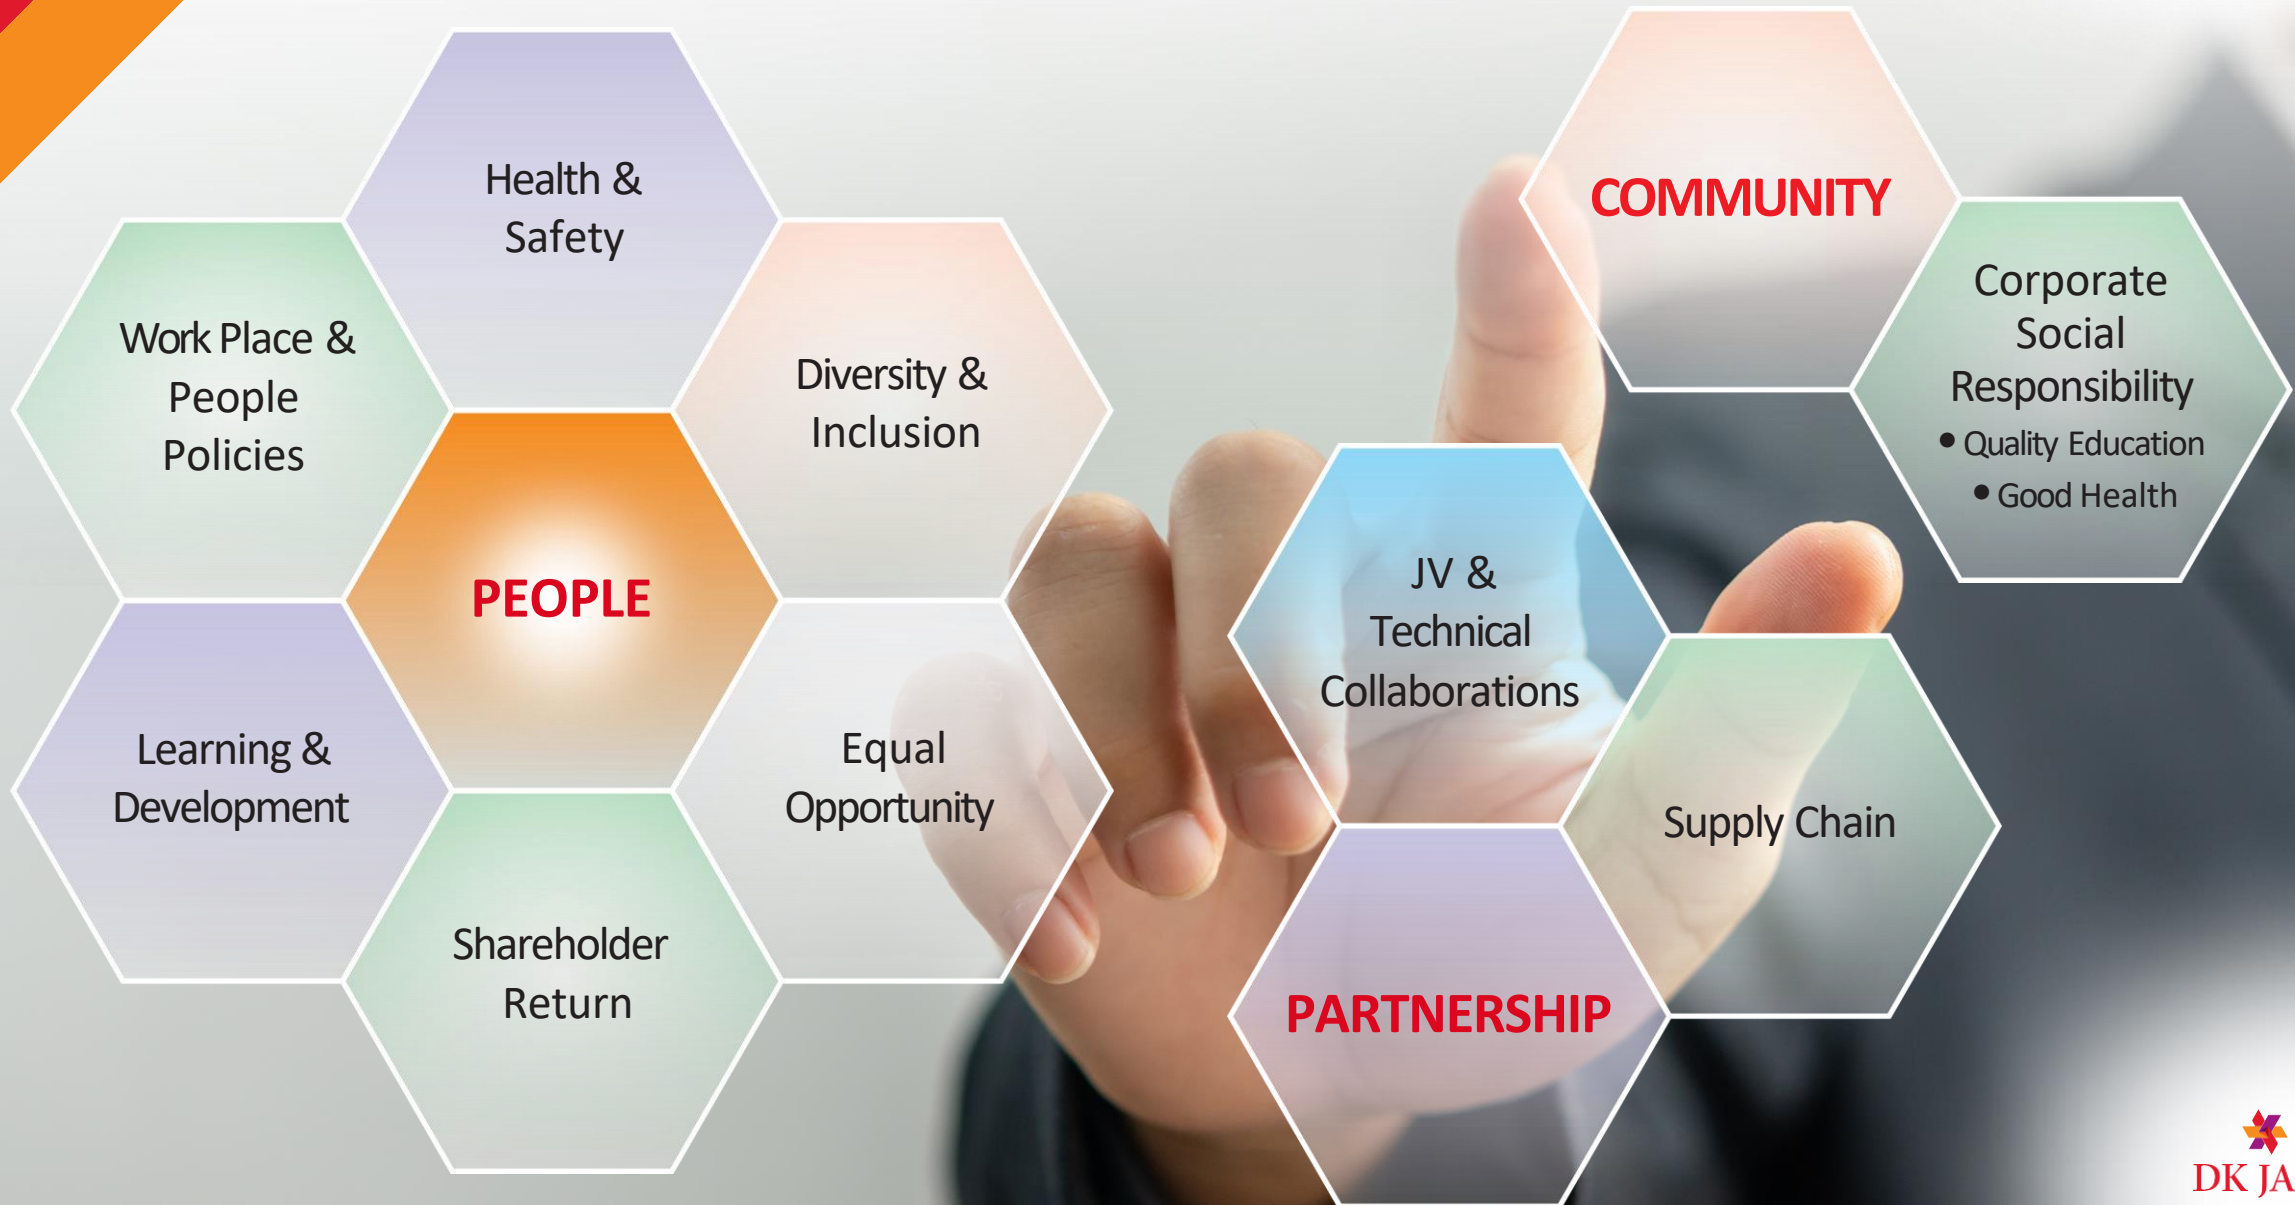 Health &
Safety
Work Place &
People
Policies
Diversity &
Inclusion
PEOPLE
Learning &
Development
Equal
Opportunity
Shareholder
Return
COMMUNITY
Corporate
Social
Responsibility
• Quality Education
• Good Health
JV &
Technical
Collaborations
Supply Chain
PARTNERSHIP
DK JA